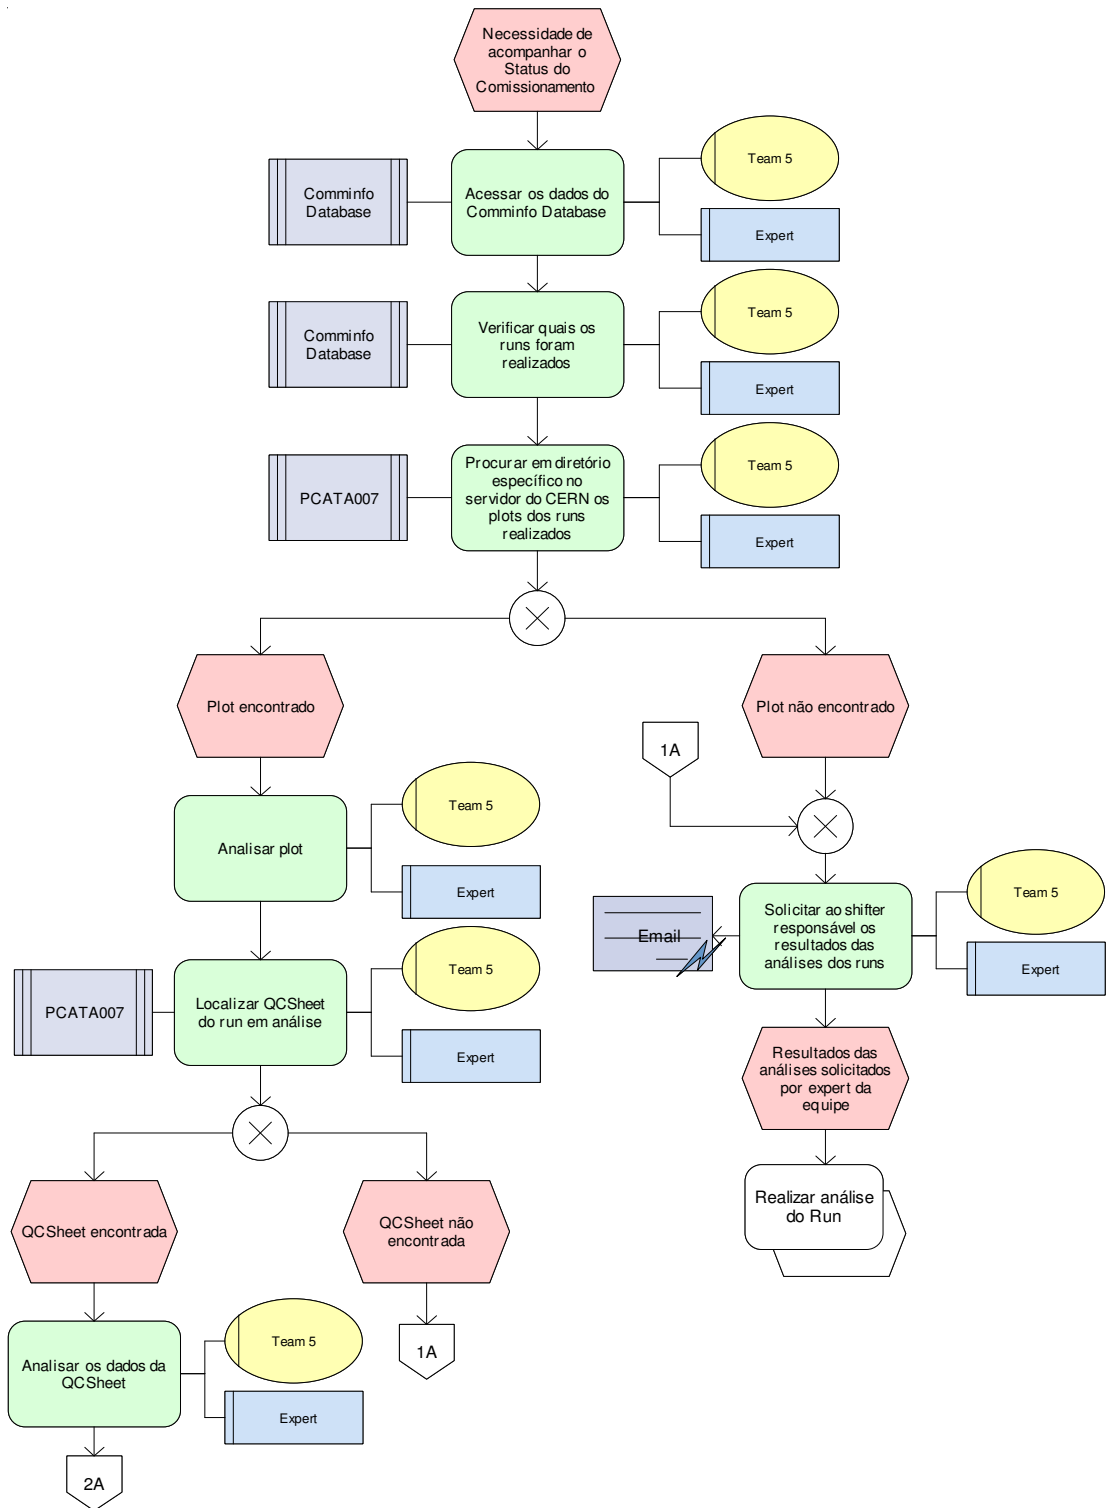 Necessidade de
acompanhar o
Status do
Comissionamento
Comminfo
Database
Acessar os dados do
Comminfo Database
Team 5
Expert
Comminfo
Database
Verificar quais os
runs foram
realizados
Team 5
Expert
PCATA007
Procurar em diretório
específico no
servidor do CERN os
plots dos runs
realizados
Team 5
Expert
Plot encontrado
Plot não encontrado
1A
Analisar plot
Team 5
Expert
Solicitar ao shifter
responsável os
resultados das
análises dos runs
Email
Team 5
Expert
PCATA007
Localizar QCSheet
do run em análise
Team 5
Expert
Resultados das
análises solicitados
por expert da
equipe
Realizar análise
do Run
QCSheet encontrada
QCSheet não
encontrada
1A
Analisar os dados da
QCSheet
Team 5
Expert
2A